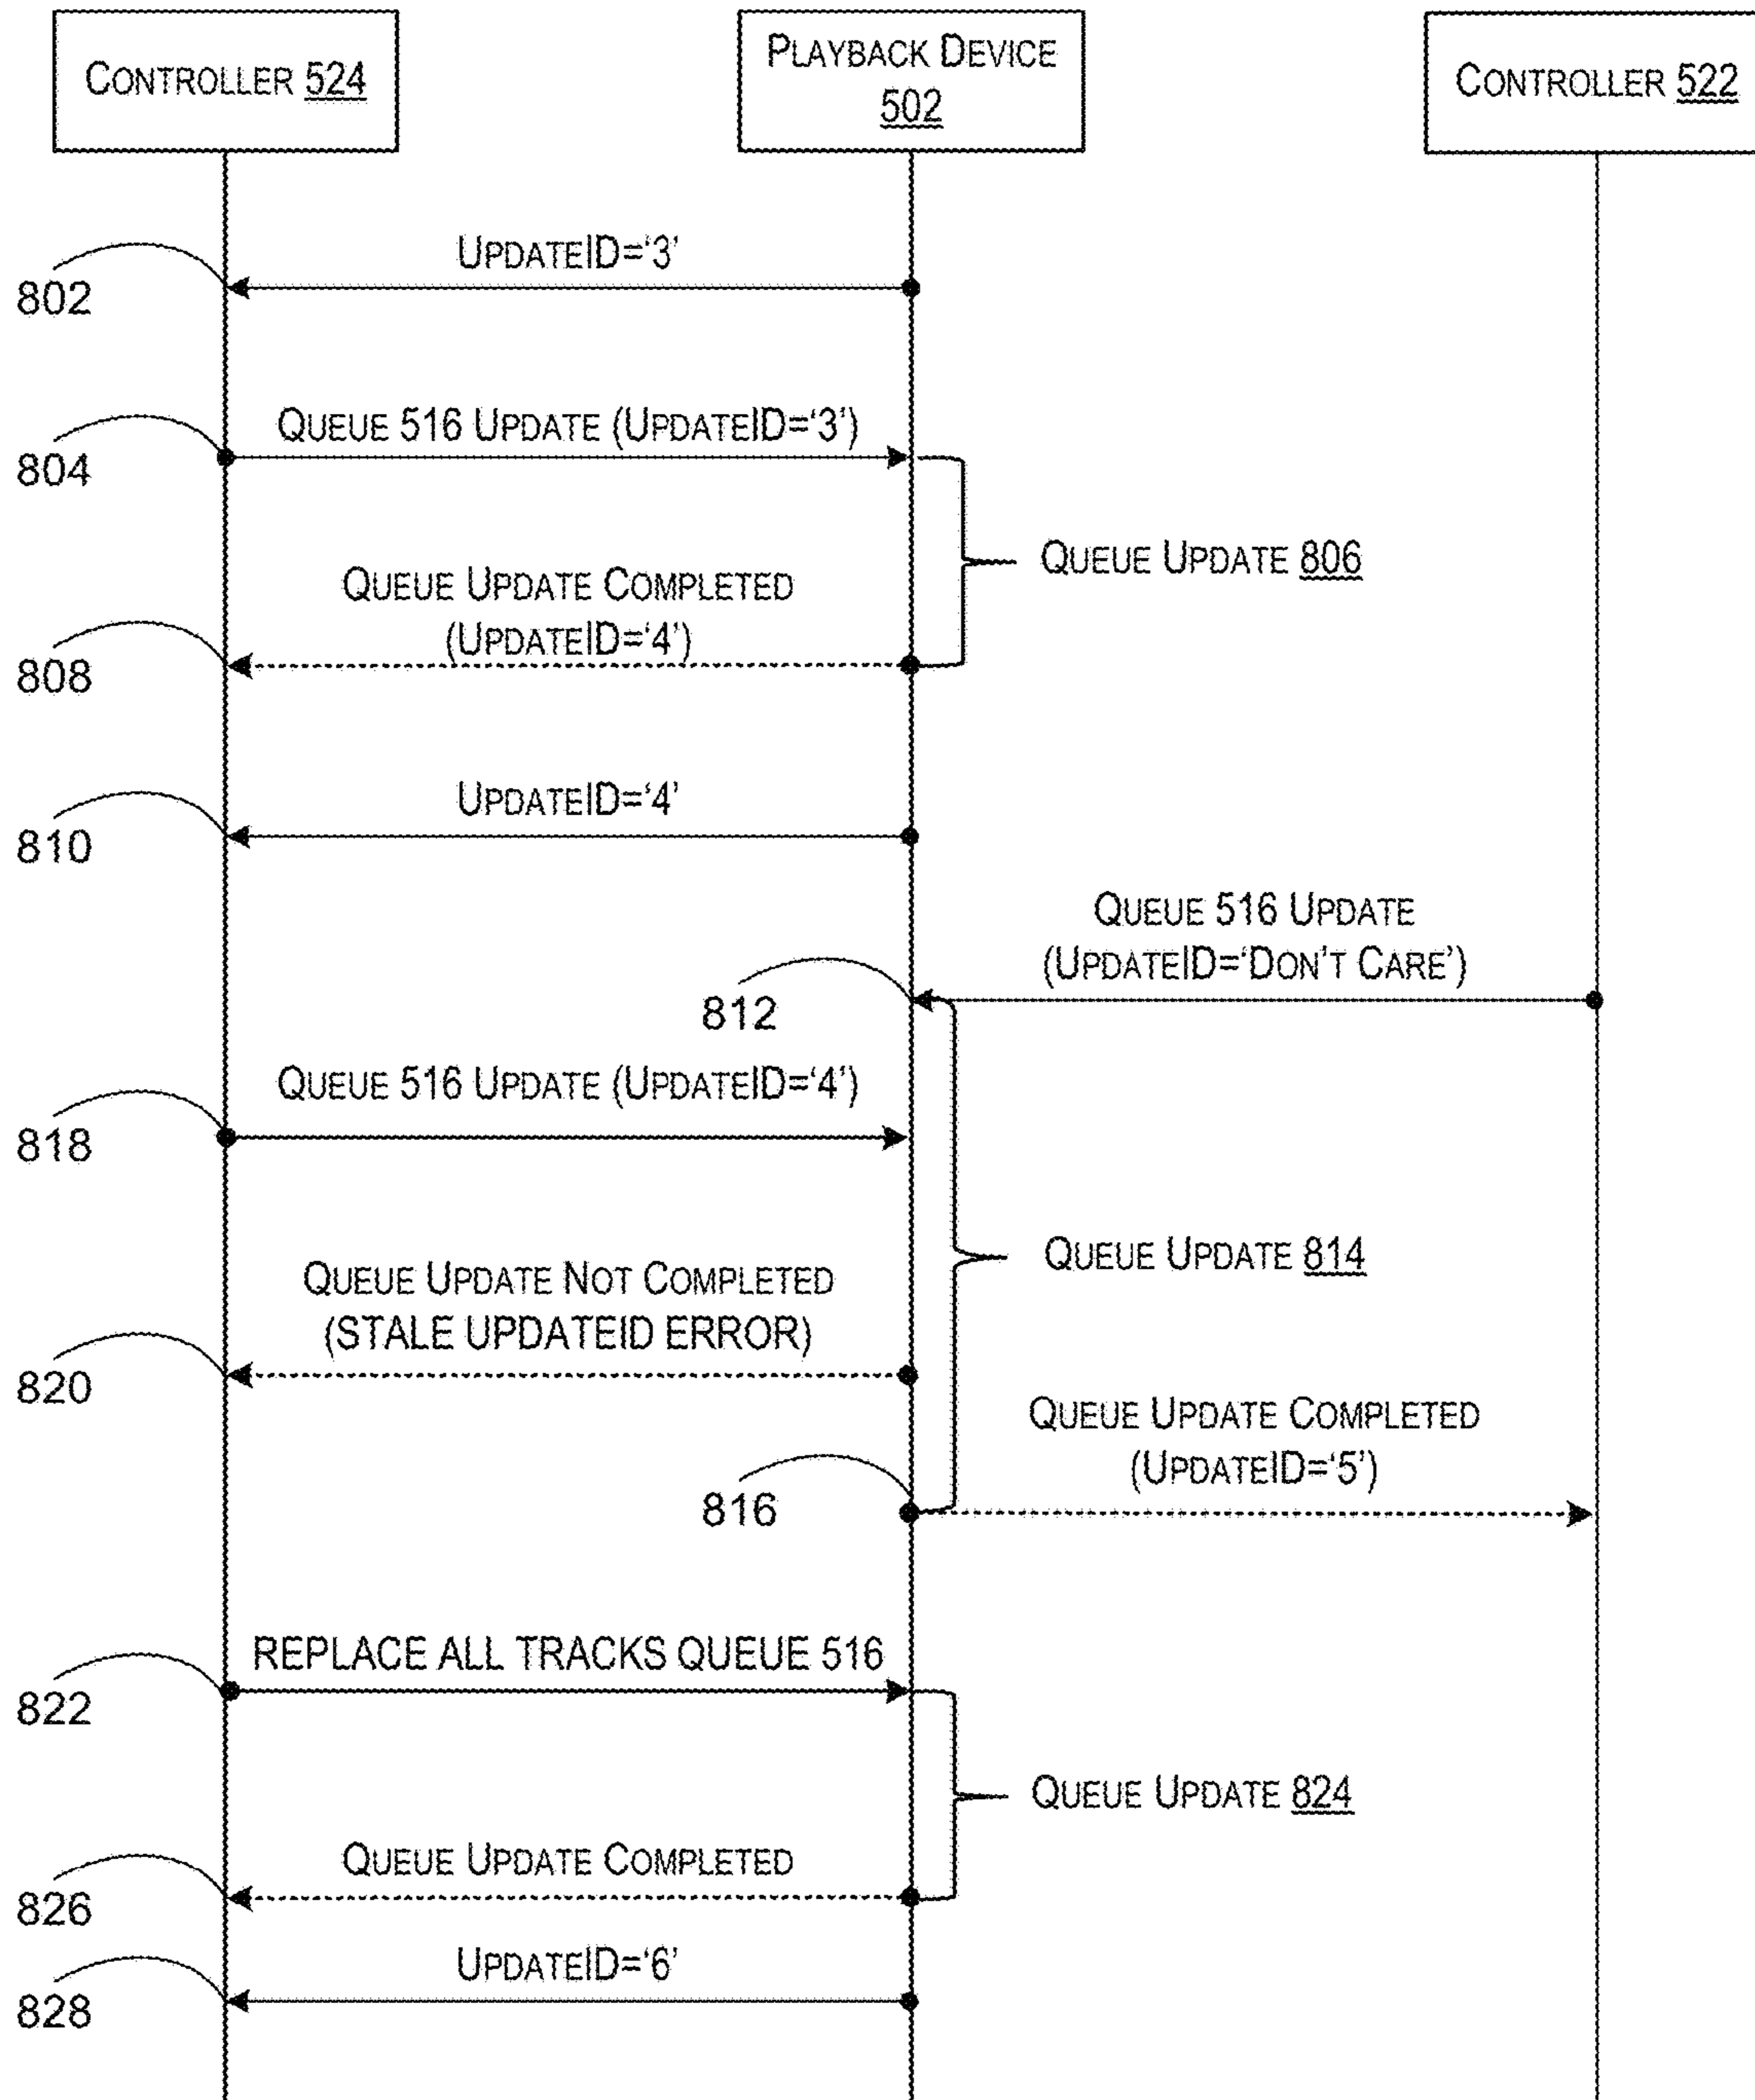 CONTROLLER 524
PLAYBACK DEVICE
502
CONTROLLER 522
UPDATEID='3'
802
QUEUE 516 UPDATE (UPDATEID='3')
804
QUEUE UPDATE 806
QUEUE UPDATE COMPLETED
(UPDATEID='4')
808
UPDATEID='4'
810
QUEUE 516 UPDATE
(UPDATEID='DON'T CARE')
812
QUEUE 516 UPDATE (UPDATEID='4')
818
QUEUE UPDATE 814
QUEUE UPDATE NOT COMPLETED
(STALE UPDATEID ERROR)
820
QUEUE UPDATE COMPLETED
(UPDATEID='5')
816
REPLACE ALL TRACKS QUEUE 516
822
QUEUE UPDATE 824
QUEUE UPDATE COMPLETED
826
UPDATEID='6'
828